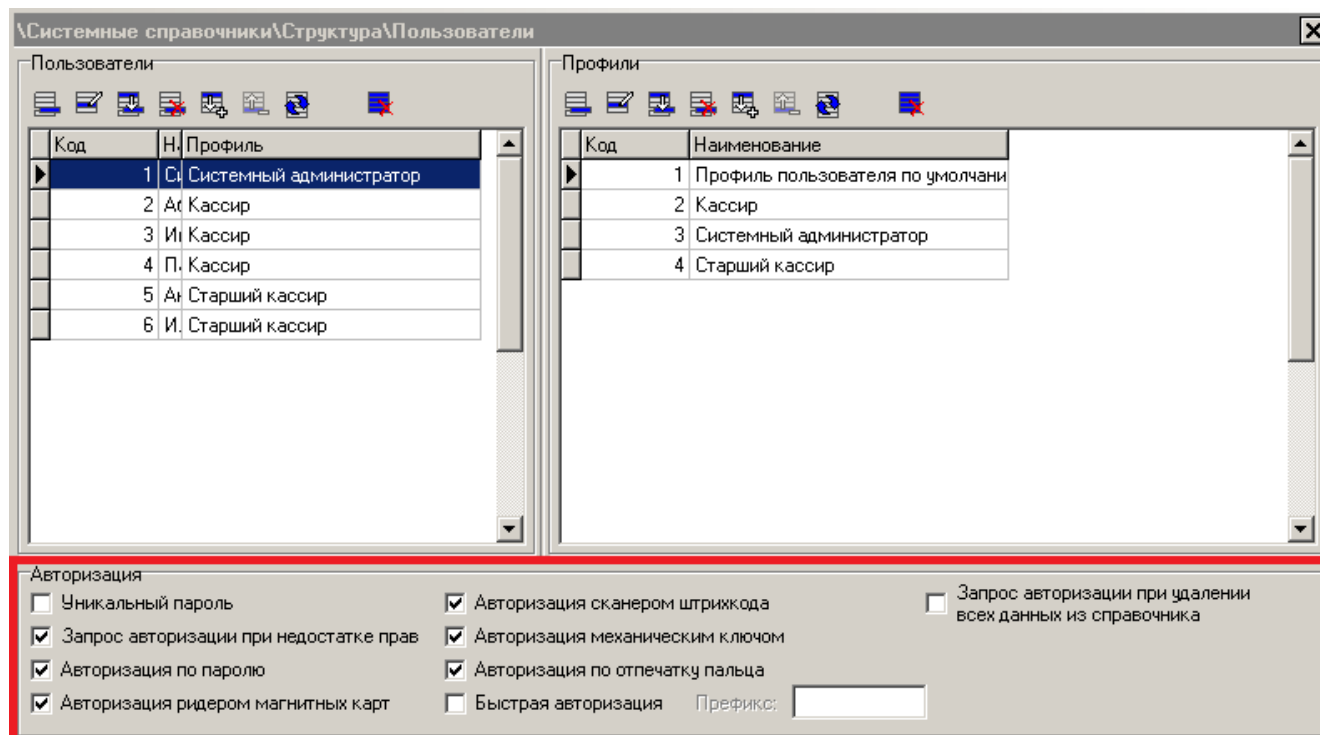 \Системные справочники\Структура\Пользователи
Пользователи
Код Профиль
1 Системный администратор
2 Кассир
3 Кассир
4 Кассир
5 Старший кассир
6 Старший кассир
Профили
Код Наименование
1 Профиль пользователя по умолчани
2 Кассир
3 Системный администратор
4 Старший кассир
Авторизация
Уникальный пароль
Запрос авторизации при недостатке прав
Авторизация по паролю
Авторизация ридером магнитных карт
Авторизация сканером штрихкода
Авторизация механическим ключом
Авторизация по отпечатку пальца
Быстрая авторизация Префикс:
Запрос авторизации при удалении
всех данных из справочника